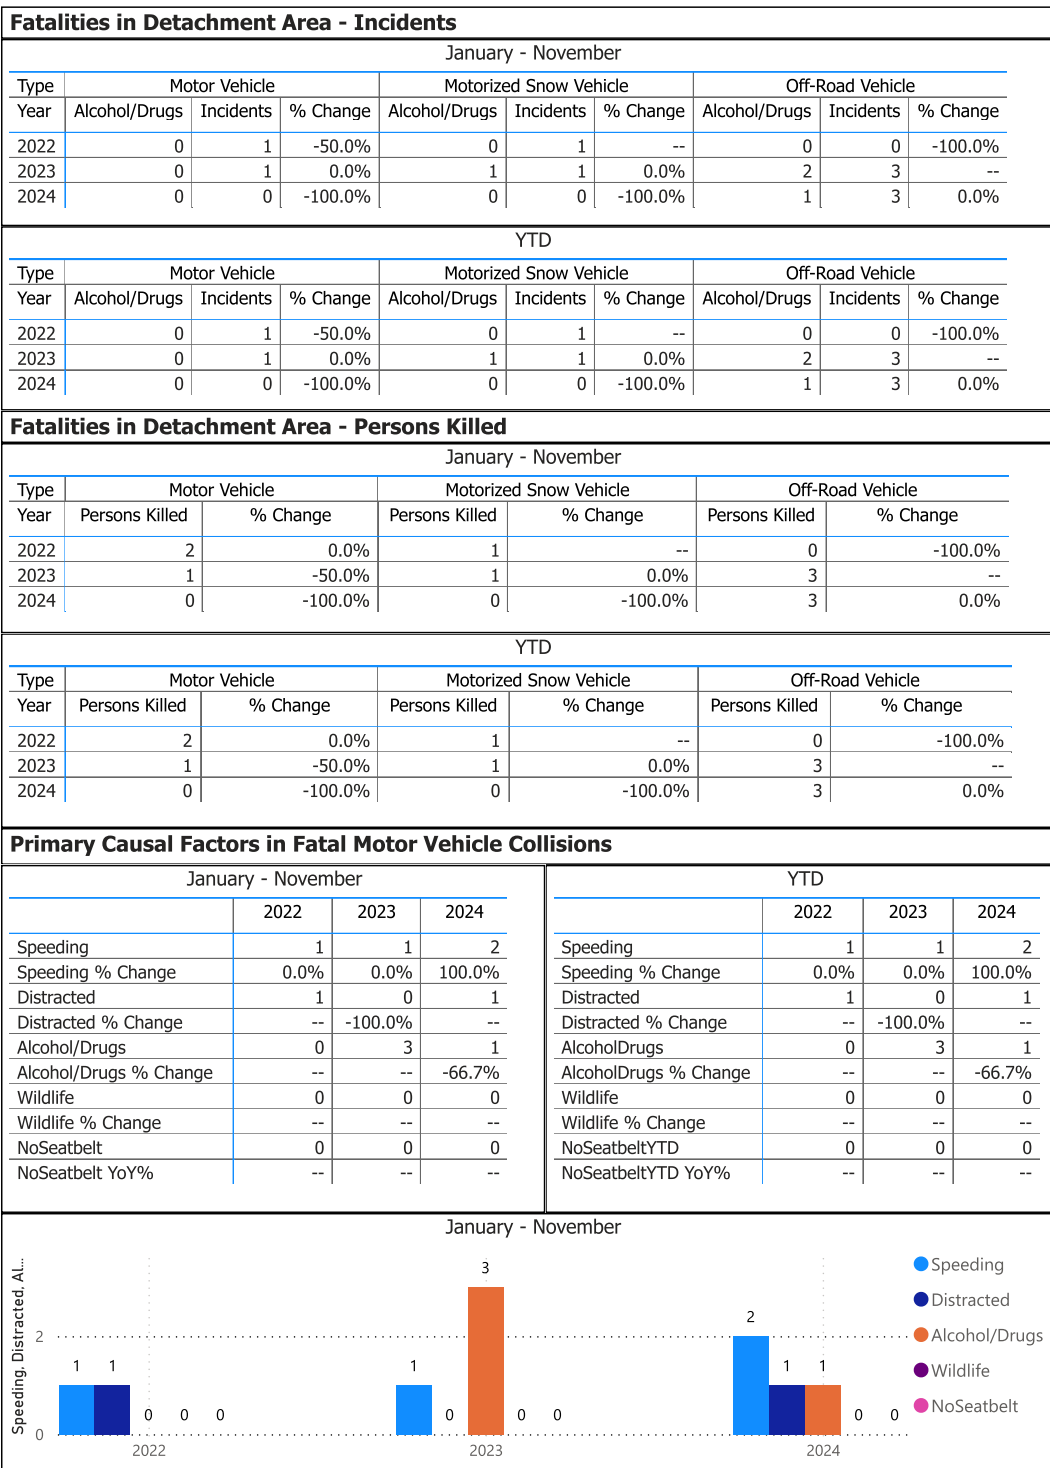 Fatalities in Detachment Area - Incidents
January - November
Type Motor Vehicle Motorized Snow Vehicle Off-Road Vehicle
Year Alcohol/Drugs Incidents % Change Alcohol/Drugs Incidents % Change Alcohol/Drugs Incidents % Change
2022 0 1 -50.0% 0 1 -- 0 0 -100.0%
2023 0 1 0.0% 1 1 0.0% 2 3 --
2024 0 0 -100.0% 0 0 -100.0% 1 3 0.0%
YTD
Type Motor Vehicle Motorized Snow Vehicle Off-Road Vehicle
Year Alcohol/Drugs Incidents % Change Alcohol/Drugs Incidents % Change Alcohol/Drugs Incidents % Change
2022 0 1 -50.0% 0 1 -- 0 0 -100.0%
2023 0 1 0.0% 1 1 0.0% 2 3 --
2024 0 0 -100.0% 0 0 -100.0% 1 3 0.0%
Fatalities in Detachment Area - Persons Killed
January - November
Type Motor Vehicle Motorized Snow Vehicle Off-Road Vehicle
Year Persons Killed % Change Persons Killed % Change Persons Killed % Change
2022 2 0.0% 1 -- 0 -100.0%
2023 1 -50.0% 1 0.0% 3 --
2024 0 -100.0% 0 -100.0% 3 0.0%
YTD
Type Motor Vehicle Motorized Snow Vehicle Off-Road Vehicle
Year Persons Killed % Change Persons Killed % Change Persons Killed % Change
2022 2 0.0% 1 -- 0 -100.0%
2023 1 -50.0% 1 0.0% 3 --
2024 0 -100.0% 0 -100.0% 3 0.0%
Primary Causal Factors in Fatal Motor Vehicle Collisions
January - November
2022 2023 2024
Speeding 1 1 2
Speeding % Change 0.0% 0.0% 100.0%
Distracted 1 0 1
Distracted % Change -- -100.0% --
Alcohol/Drugs 0 3 1
Alcohol/Drugs % Change -- -- -66.7%
Wildlife 0 0 0
Wildlife % Change -- -- --
NoSeatbelt 0 0 0
NoSeatbelt YoY% -- -- --
YTD
2022 2023 2024
Speeding 1 1 2
Speeding % Change 0.0% 0.0% 100.0%
Distracted 1 0 1
Distracted % Change -- -100.0% --
AlcoholDrugs 0 3 1
AlcoholDrugs % Change -- -- -66.7%
Wildlife 0 0 0
Wildlife % Change -- -- --
NoSeatbeltYTD 0 0 0
NoSeatbeltYTD YoY% -- -- --
January - November
Speeding, Distracted, Al...
2
0
1 1 0 0 0
1 0 3 0 0
2 1 1 0 0
2022 2023 2024
Speeding
Distracted
Alcohol/Drugs
Wildlife
NoSeatbelt